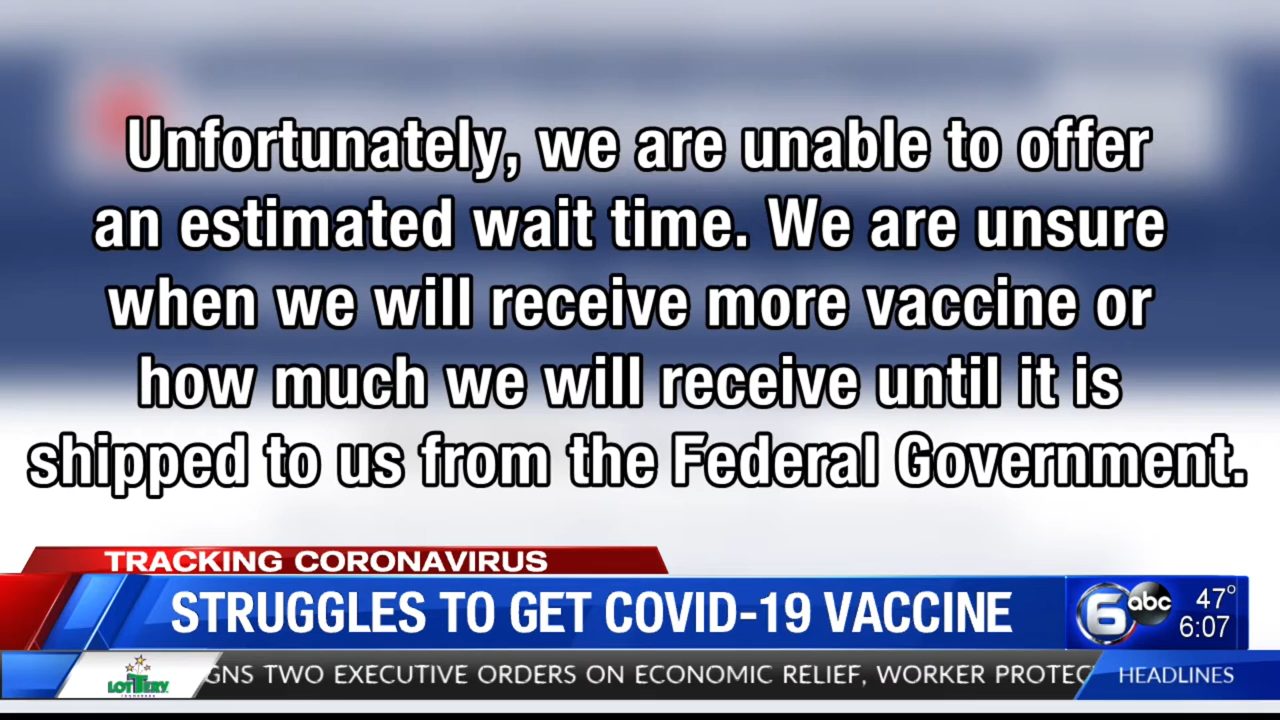 Unfortunately, we are unable to offer
an estimated wait time. We are unsure
when we will receive more vaccine or
how much we will receive until it is
shipped to us from the Federal Government.
TRACKING CORONAVIRUS
STRUGGLES TO GET COVID-19 VACCINE
6 abc
47°
6:07
LOTTERY
GNS TWO EXECUTIVE ORDERS ON ECONOMIC RELIEF, WORKER PROTEC
HEADLINES